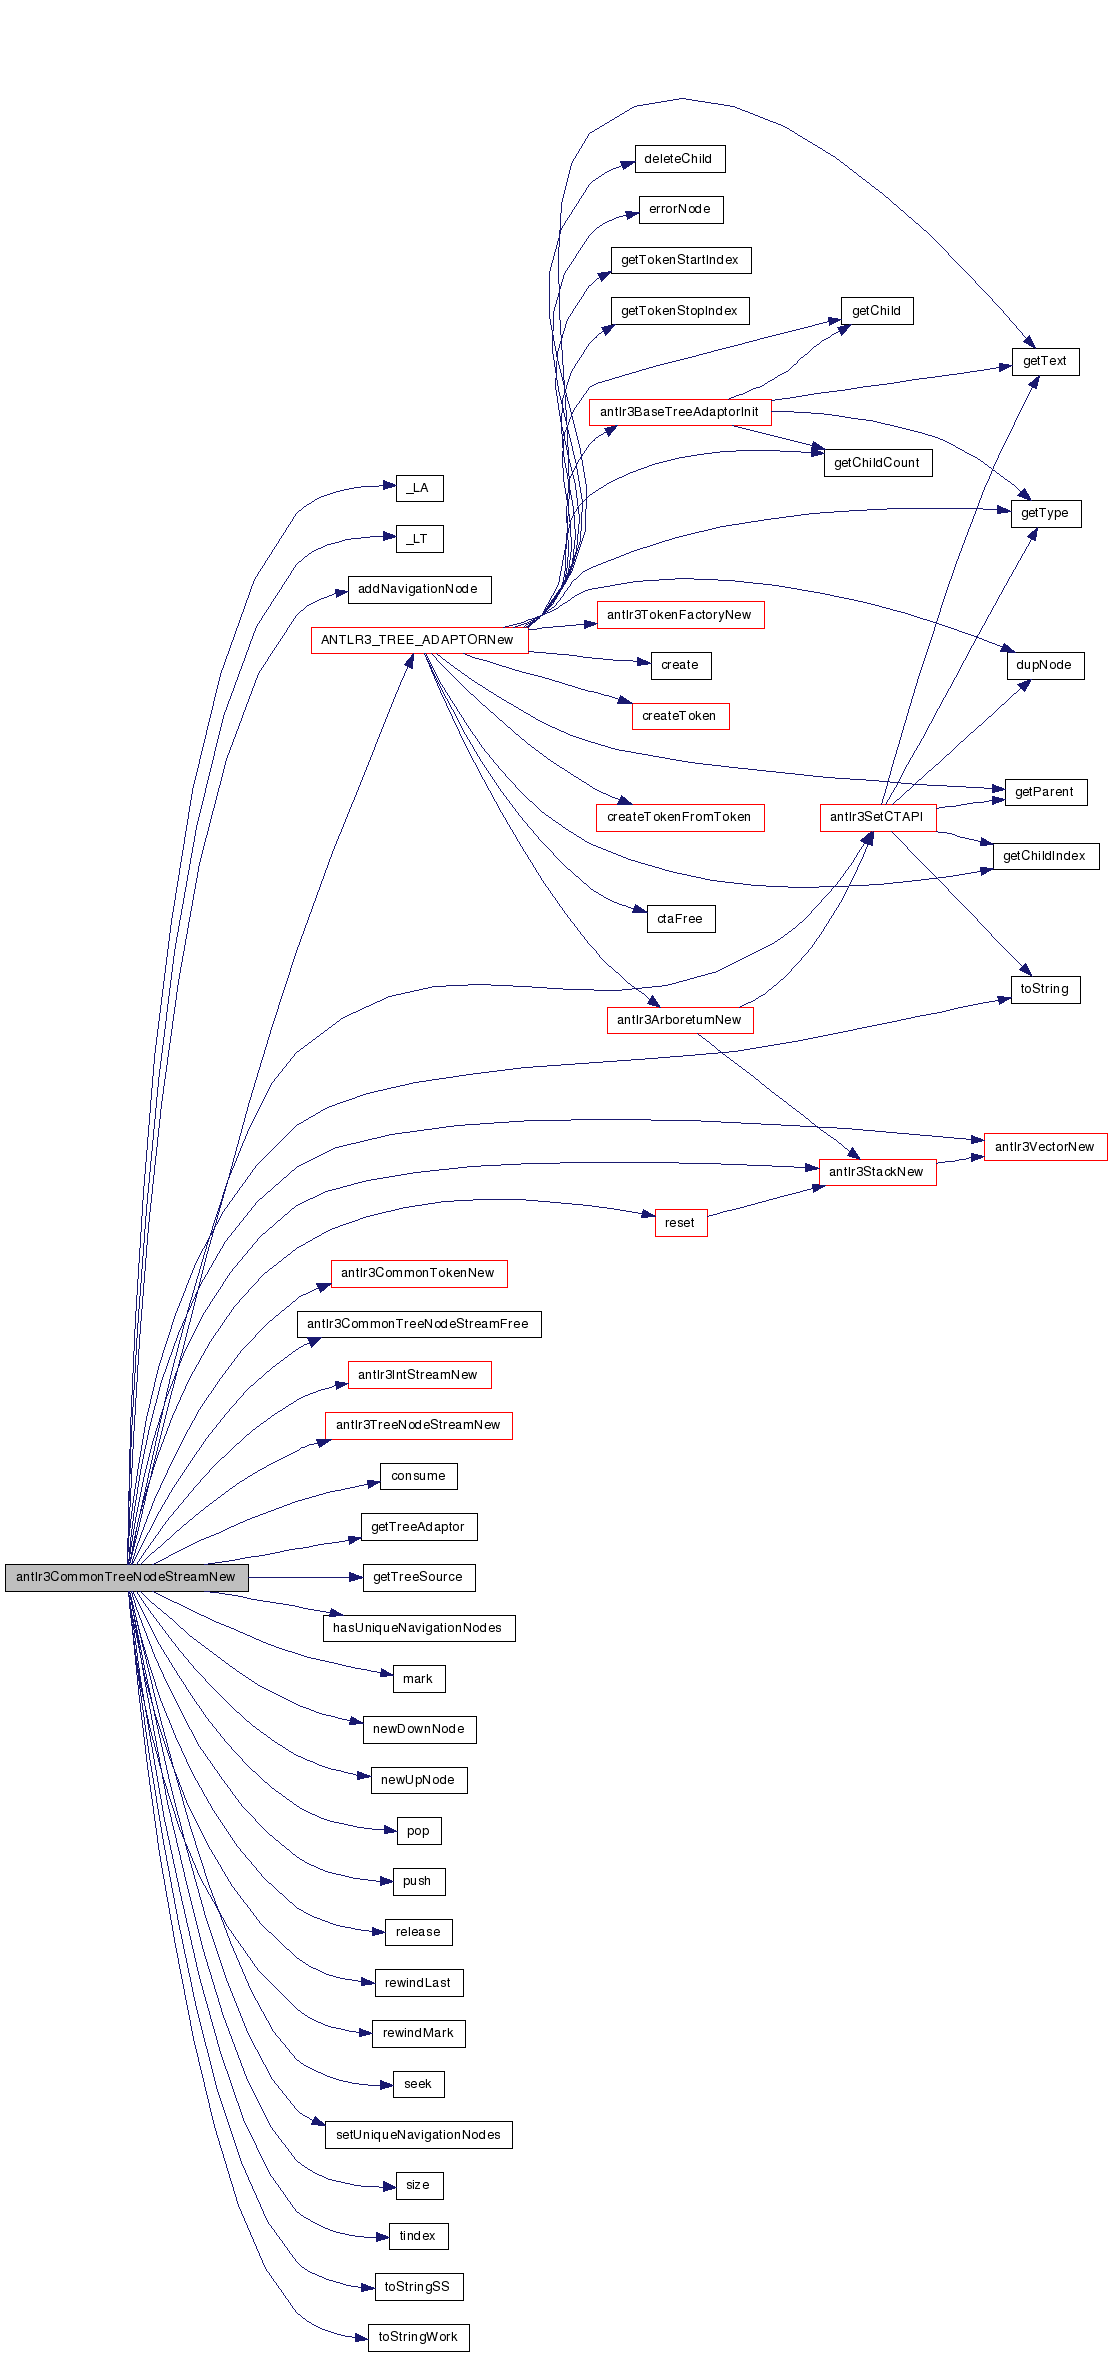 deleteChild
errorNode
getTokenStartIndex
getTokenStopIndex
getChild
getText
antlr3BaseTreeAdaptorInit
getChildCount
_LA
getType
_LT
addNavigationNode
antlr3TokenFactoryNew
ANTLR3_TREE_ADAPTORNew
create
dupNode
createToken
getParent
createTokenFromToken
antlr3SetCTAPI
getChildIndex
ctaFree
toString
antlr3ArboretumNew
antlr3VectorNew
antlr3StackNew
reset
antlr3CommonTokenNew
antlr3CommonTreeNodeStreamFree
antlr3IntStreamNew
antlr3TreeNodeStreamNew
consume
getTreeAdaptor
antlr3CommonTreeNodeStreamNew
getTreeSource
hasUniqueNavigationNodes
mark
newDownNode
newUpNode
pop
push
release
rewindLast
rewindMark
seek
setUniqueNavigationNodes
size
tindex
toStringSS
toStringWork